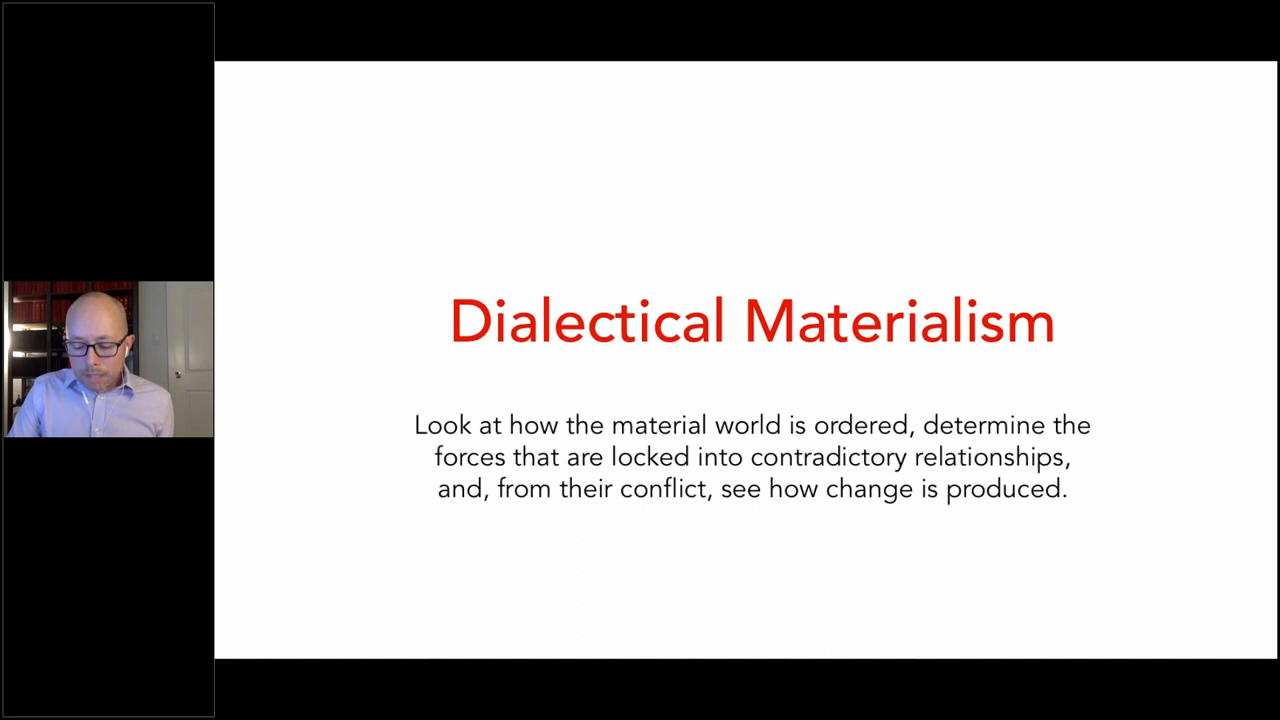 Dialectical Materialism
Look at how the material world is ordered, determine the
forces that are locked into contradictory relationships,
and, from their conflict, see how change is produced.